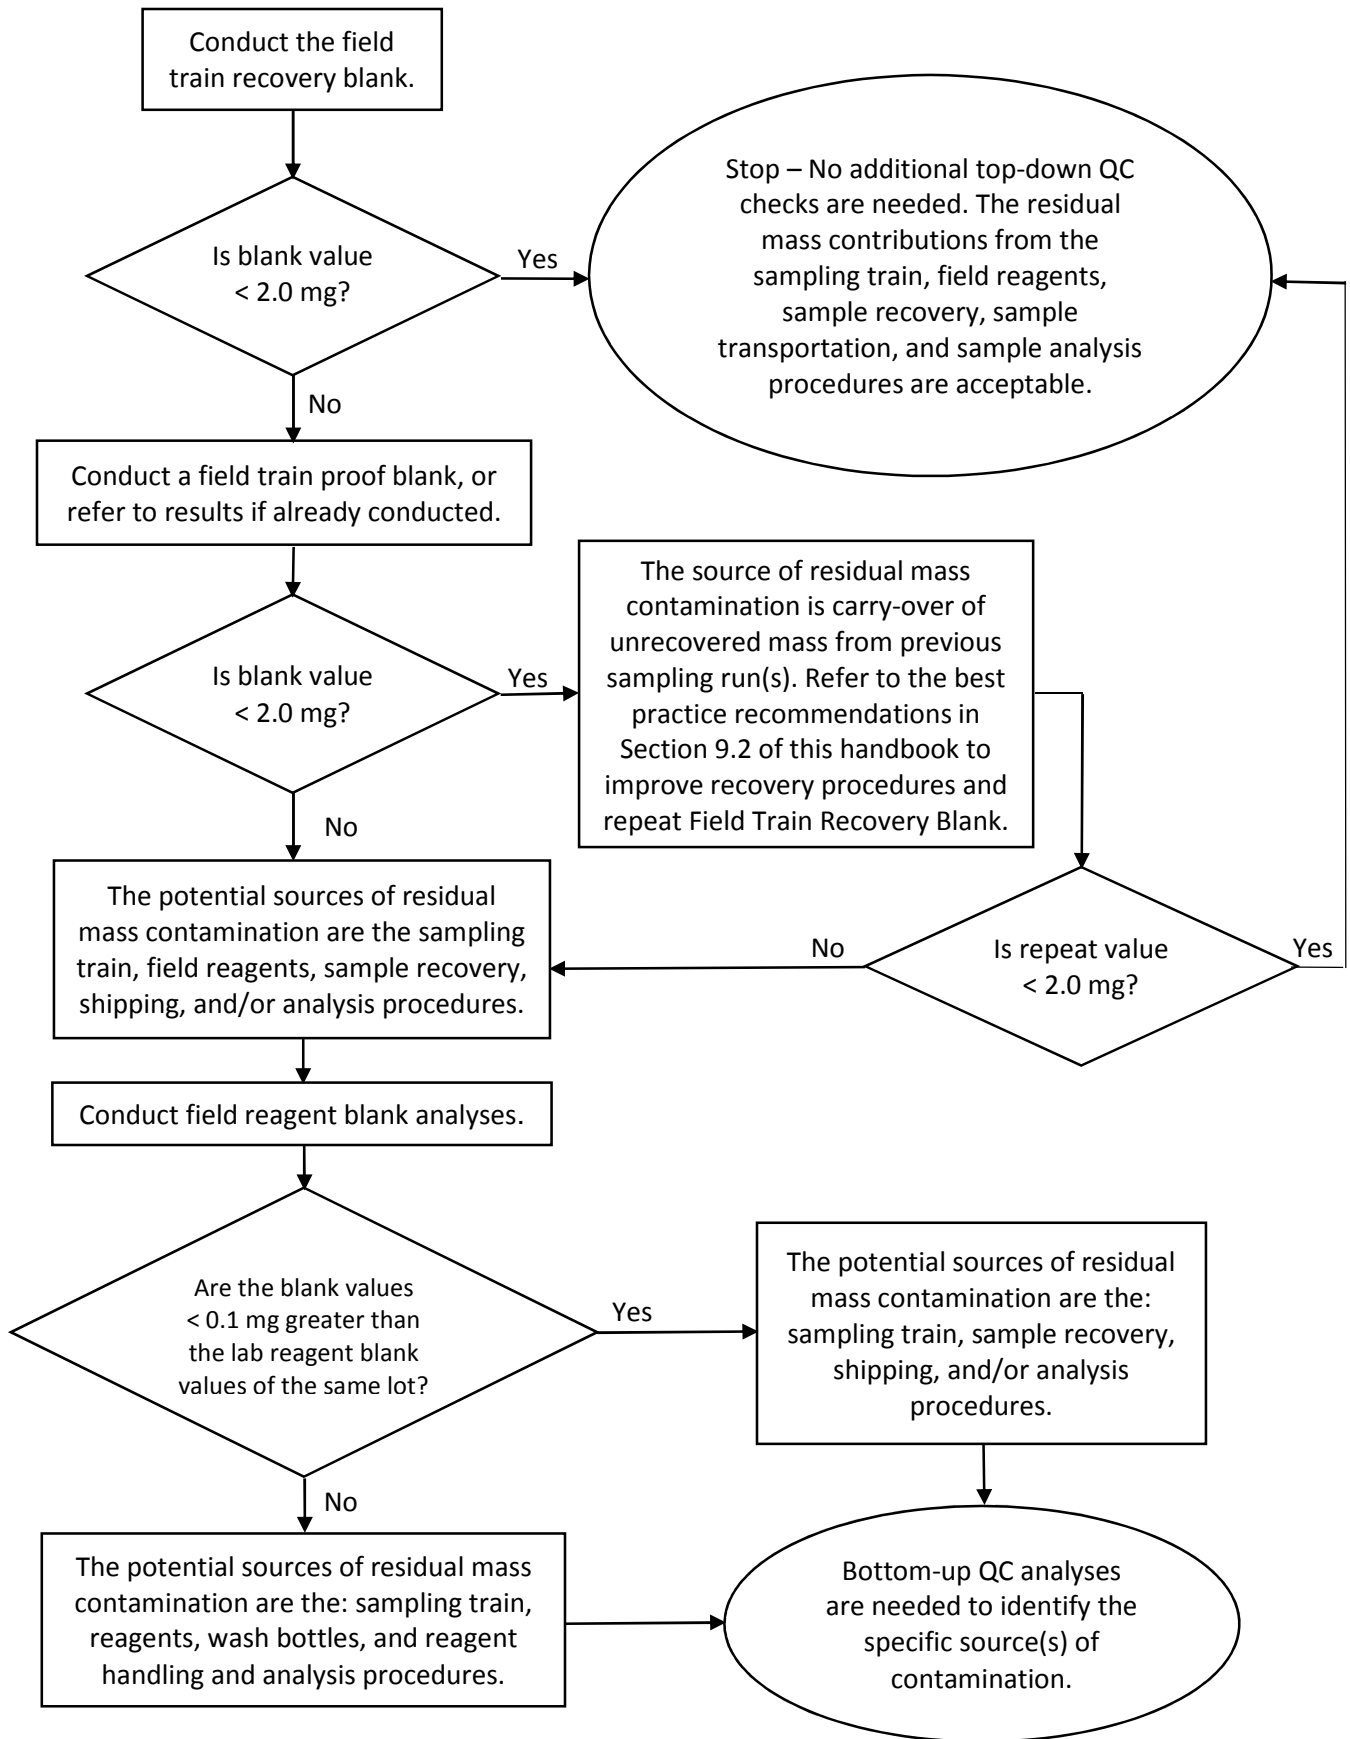 Conduct the field
train recovery blank.
Stop – No additional top-down QC
checks are needed. The residual
mass contributions from the
sampling train, field reagents,
sample recovery, sample
transportation, and sample analysis
procedures are acceptable.
Is blank value
< 2.0 mg?
Yes
No
Conduct a field train proof blank, or
refer to results if already conducted.
The source of residual mass
contamination is carry-over of
unrecovered mass from previous
sampling run(s). Refer to the best
practice recommendations in
Section 9.2 of this handbook to
improve recovery procedures and
repeat Field Train Recovery Blank.
Is blank value
< 2.0 mg?
Yes
No
The potential sources of residual
mass contamination are the sampling
train, field reagents, sample recovery,
shipping, and/or analysis procedures.
No
Is repeat value
< 2.0 mg?
Yes
Conduct field reagent blank analyses.
Are the blank values
< 0.1 mg greater than
the lab reagent blank
values of the same lot?
Yes
The potential sources of residual
mass contamination are the:
sampling train, sample recovery,
shipping, and/or analysis
procedures.
No
The potential sources of residual mass
contamination are the: sampling train,
reagents, wash bottles, and reagent
handling and analysis procedures.
Bottom-up QC analyses
are needed to identify the
specific source(s) of
contamination.